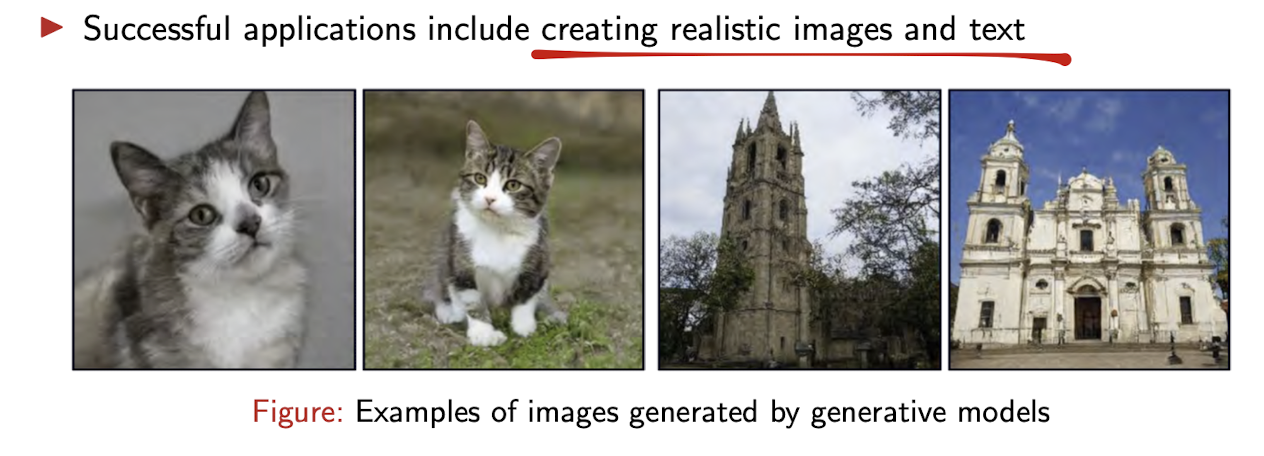 Successful applications include creating realistic images and text
Figure: Examples of images generated by generative models